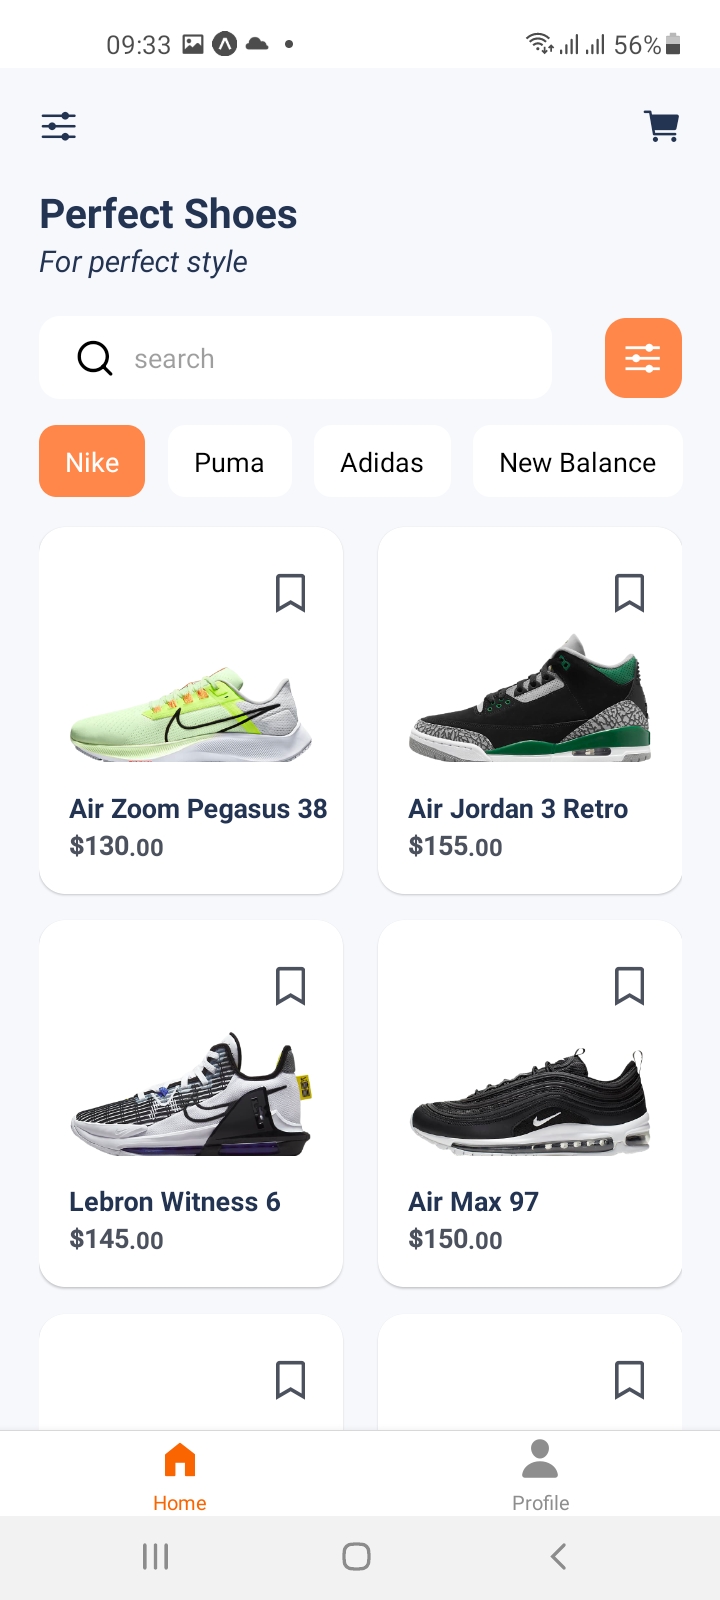 09:33 56%
Perfect Shoes
For perfect style
search
Nike Puma Adidas New Balance
Air Zoom Pegasus 38 Air Jordan 3 Retro
$130.00 $155.00
Lebron Witness 6 Air Max 97
$145.00 $150.00
Home Profile